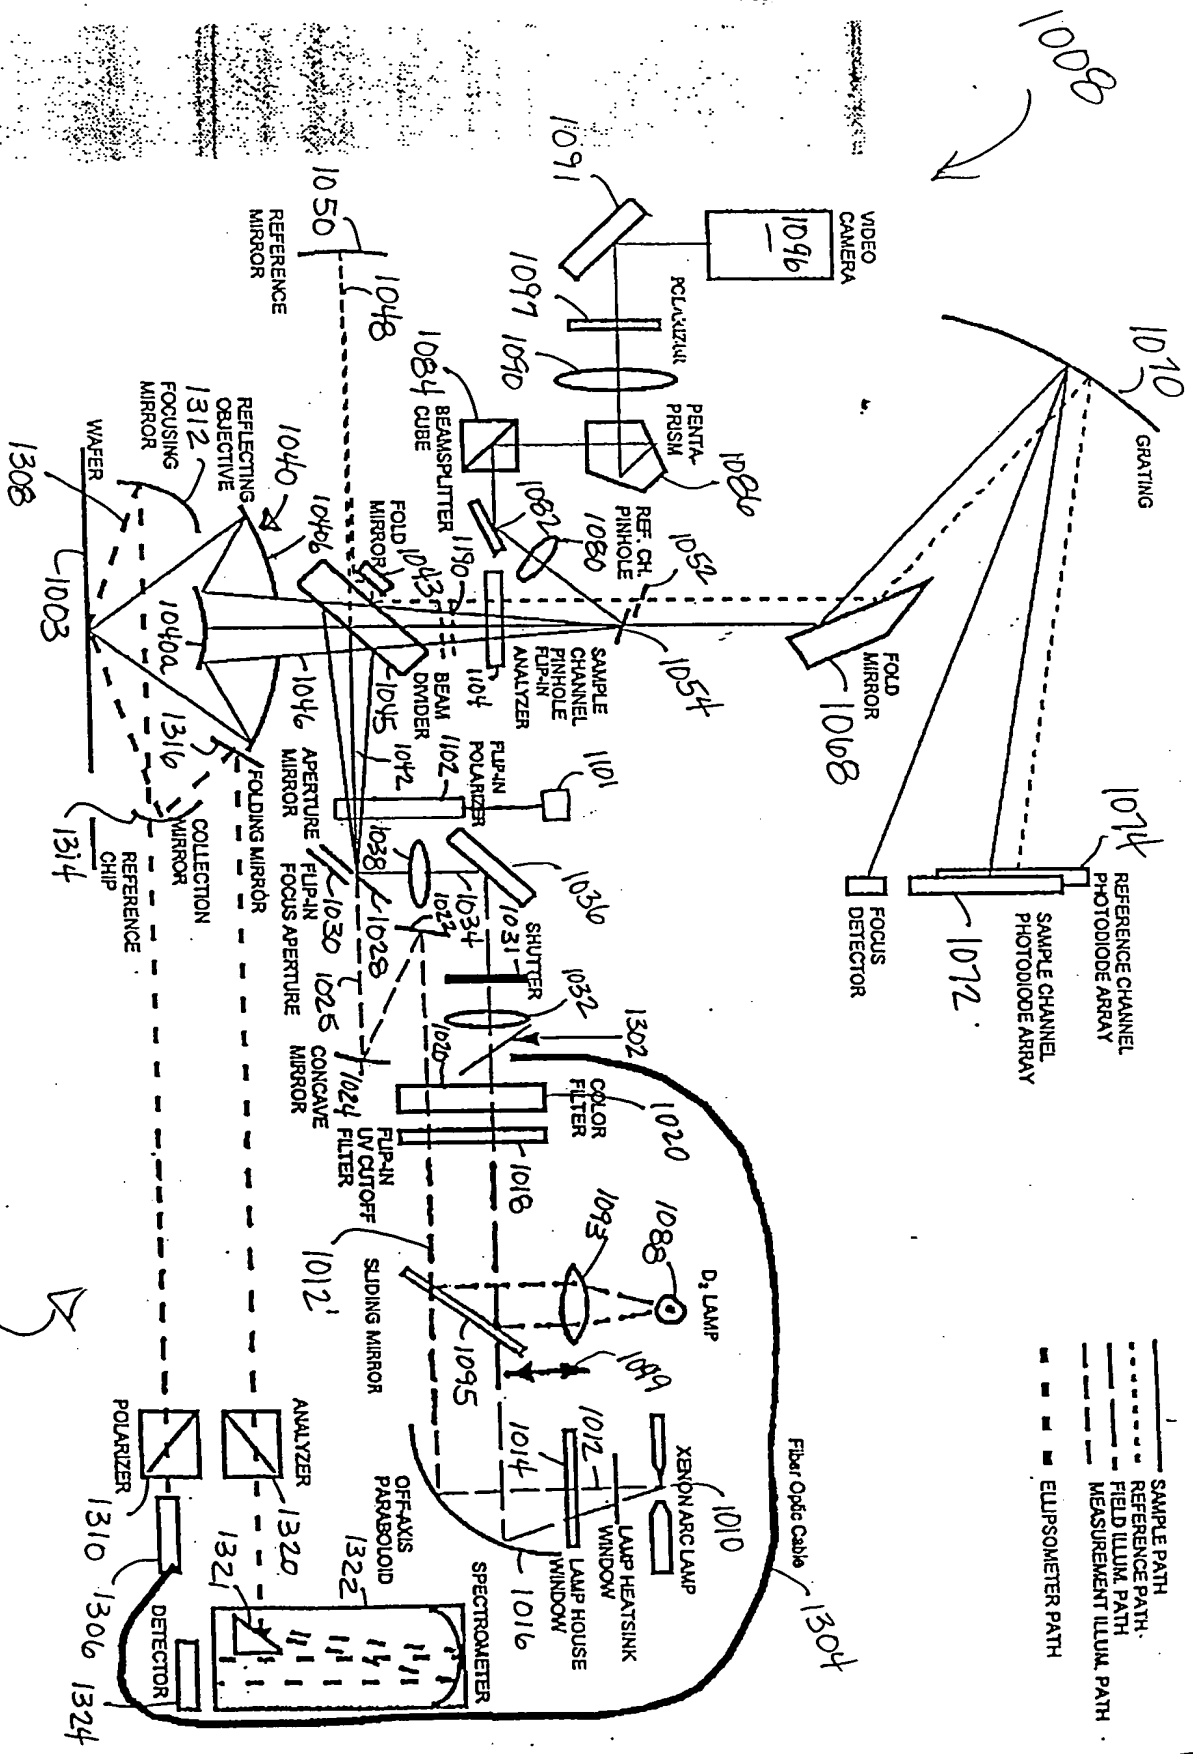 1008
1070
GRATING
1074
REFERENCE CHANNEL
PHOTODIODE ARRAY
SAMPLE CHANNEL
PHOTODIODE ARRAY
1072
FOCUS
DETECTOR
SAMPLE PATH
REFERENCE PATH
FIELD ILLUM. PATH
MEASUREMENT ILLUM. PATH
ELLIPSOMETER PATH
VIDEO
CAMERA
1096
1091
1097
1090
PENTA-
PRISM
1086
FOLD
MIRROR
1068
1084
BEAMSPLITTER
CUBE
1082
1080
REF. CH.
PINHOLE
1052
1054
SAMPLE
CHANNEL
PINHOLE
FLIP-IN
ANALYZER
1104
1190
BEAM
DIVIDER
1045
FOLD
MIRROR
1043
1050
REFERENCE
MIRROR
1048
1046
1042
FLIP-IN
POLARIZER
1102
1101
1036
1034
1038
1031
SHUTTER
1032
1302
COLOR
FILTER
1020
1020
1018
FLIP-IN
UV CUTOFF
FILTER
1022
1024
CONCAVE
MIRROR
1025
1028
1030
FLIP-IN
FOCUS APERTURE
APERTURE
MIRROR
1012'
SLIDING MIRROR
1095
1093
1088
D2 LAMP
1099
XENON ARC LAMP
1010
LAMP HEATSINK
WINDOW
1012
LAMP HOUSE
WINDOW
1014
1016
OFF-AXIS
PARABOLOID
Fiber Optic Cable
1304
REFLECTING
OBJECTIVE
1040
1040b
1040a
FOCUSING
MIRROR
1312
WAFER
1308
1003
1316
FOLDING MIRROR
COLLECTION
MIRROR
REFERENCE
CHIP
1314
ANALYZER
1320
POLARIZER
1310
1306
SPECTROMETER
1322
1321
DETECTOR
1324